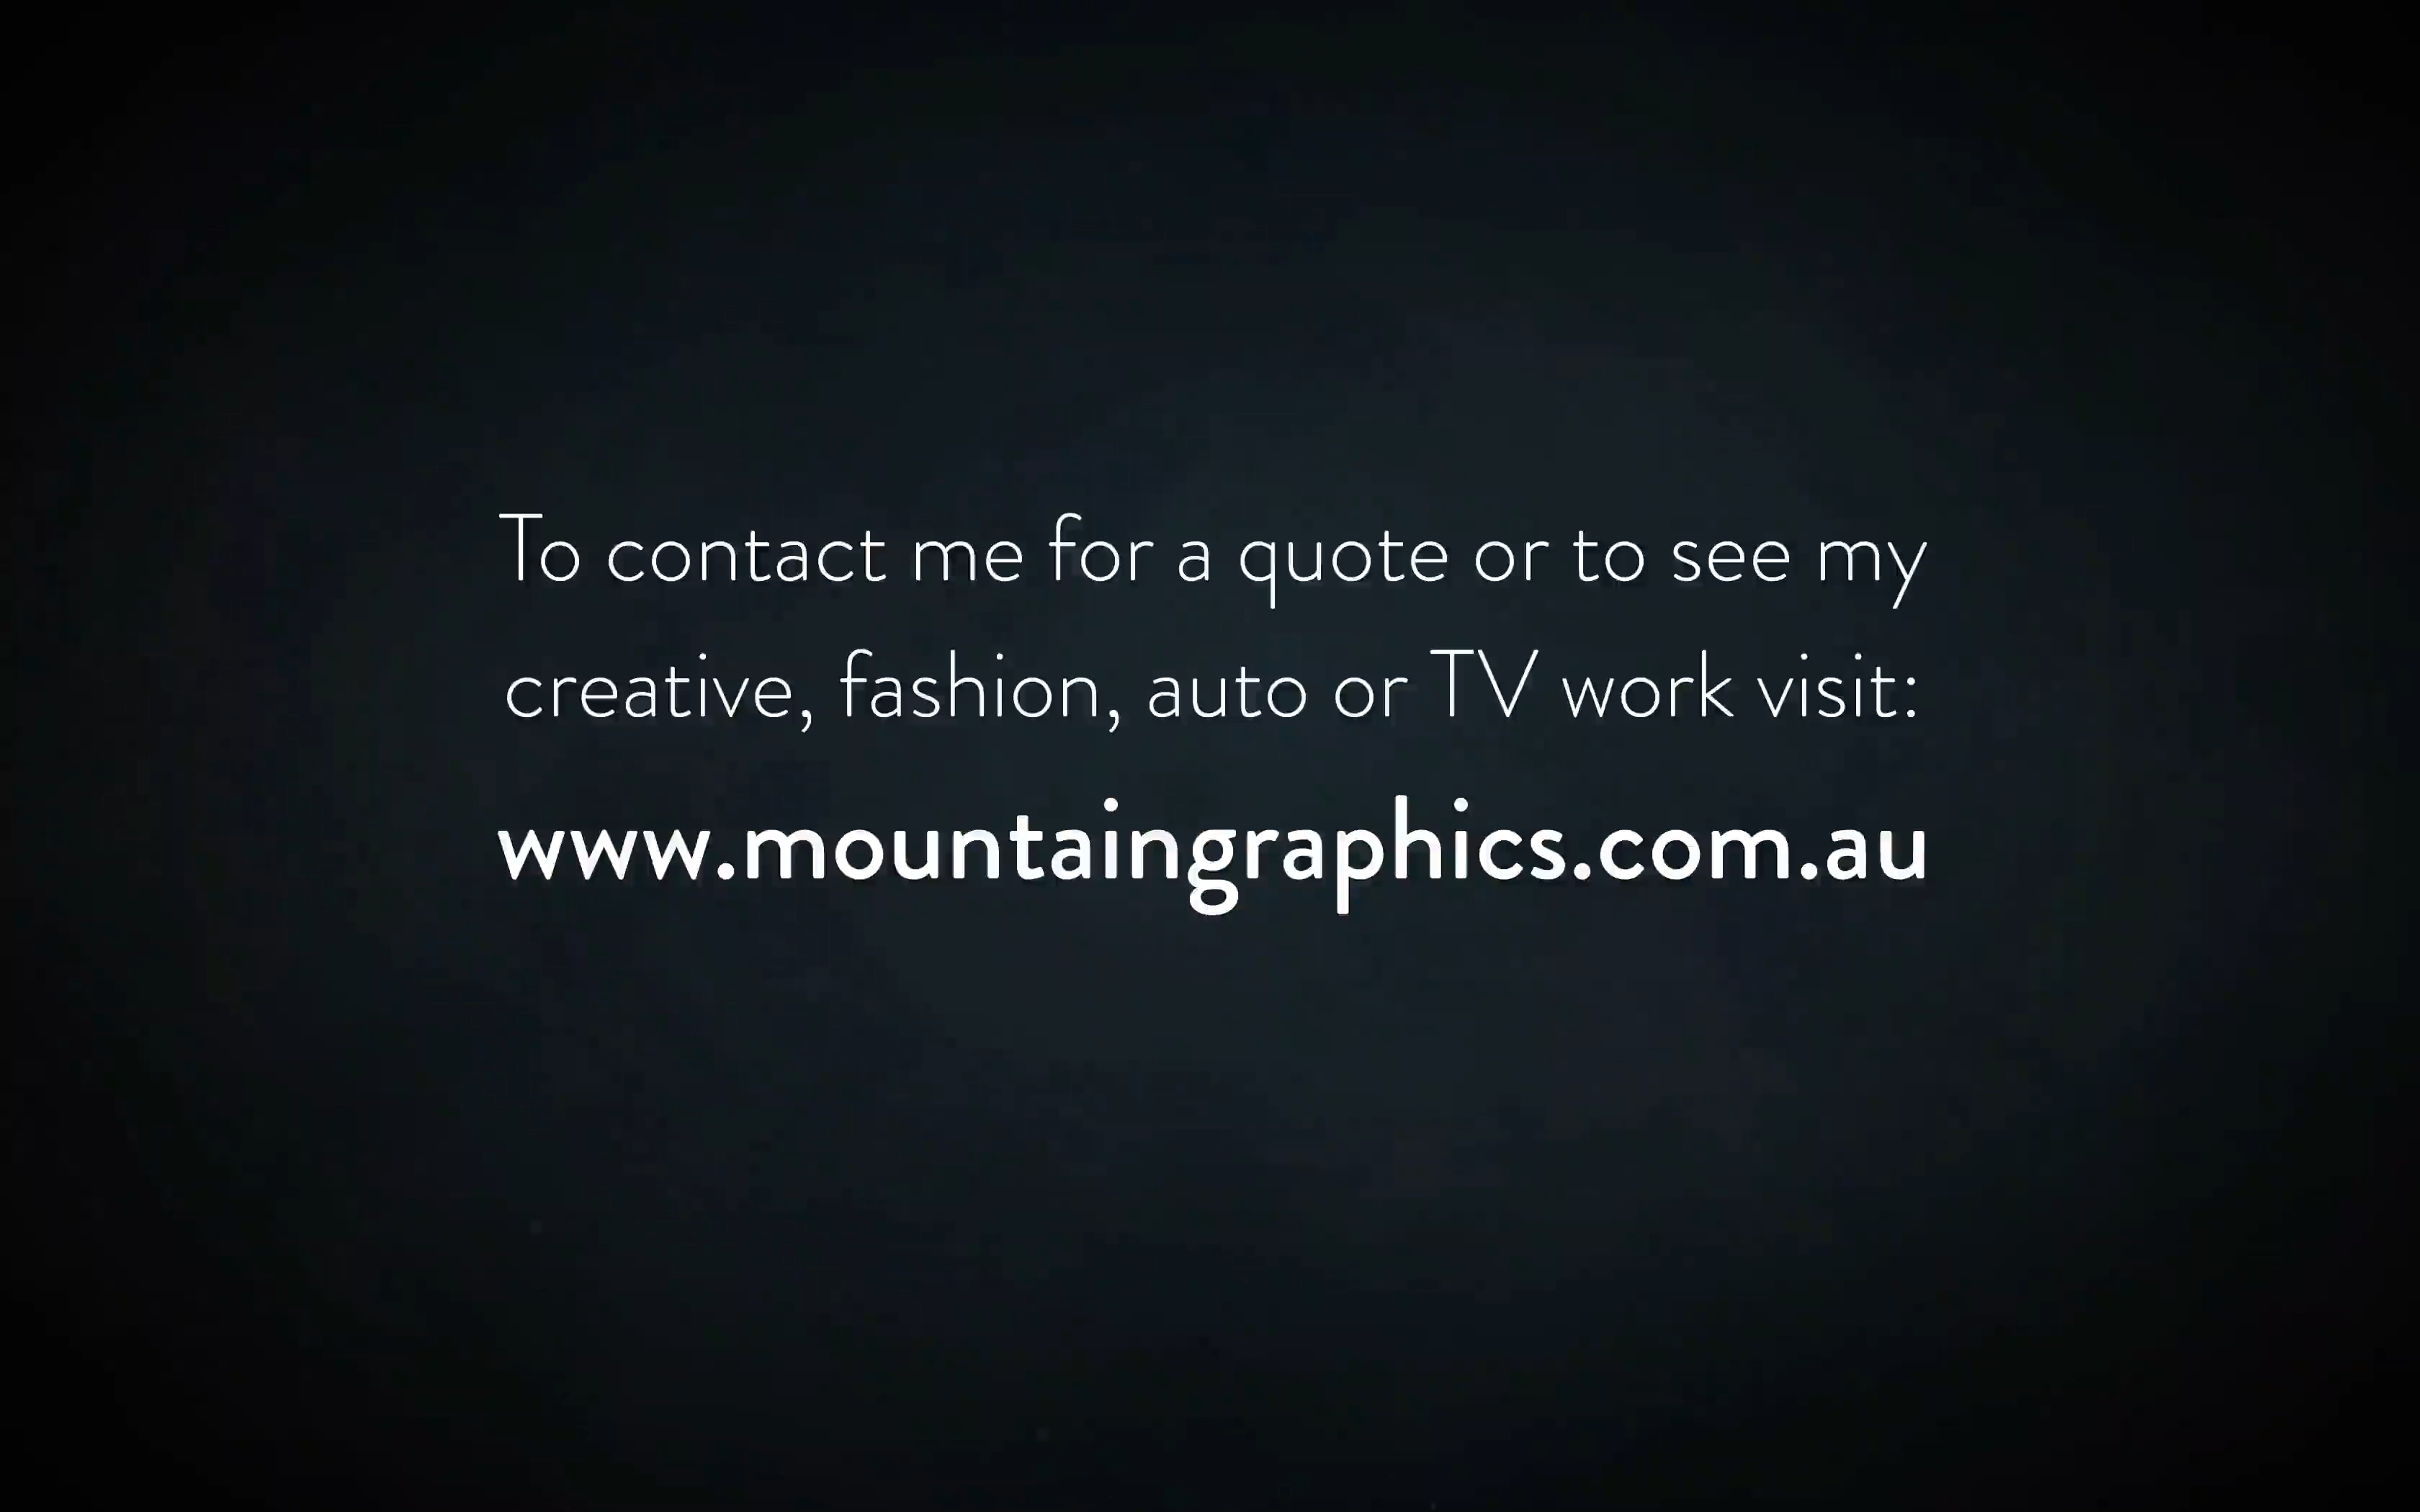 To contact me for a quote or to see my
creative, fashion, auto or TV work visit:
www.mountaingraphics.com.au